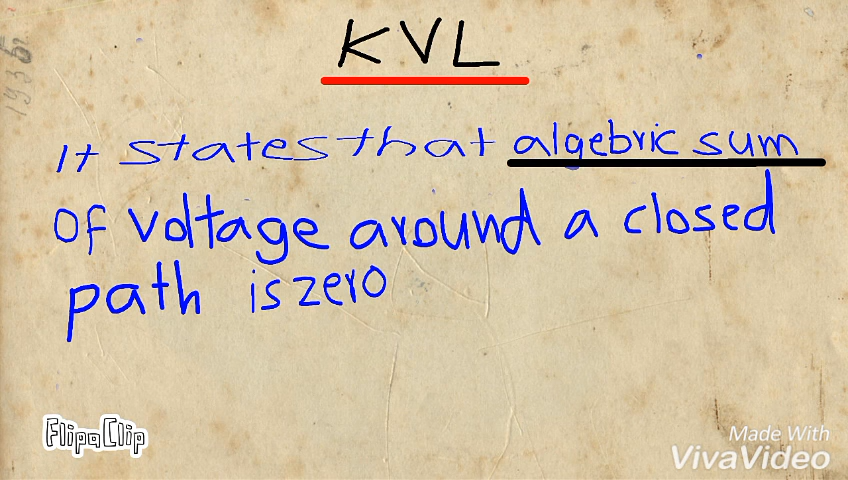 KVL
It states that algebric sum
of voltage around a closed
path is zero
FlipaClip
Made With
VivaVideo